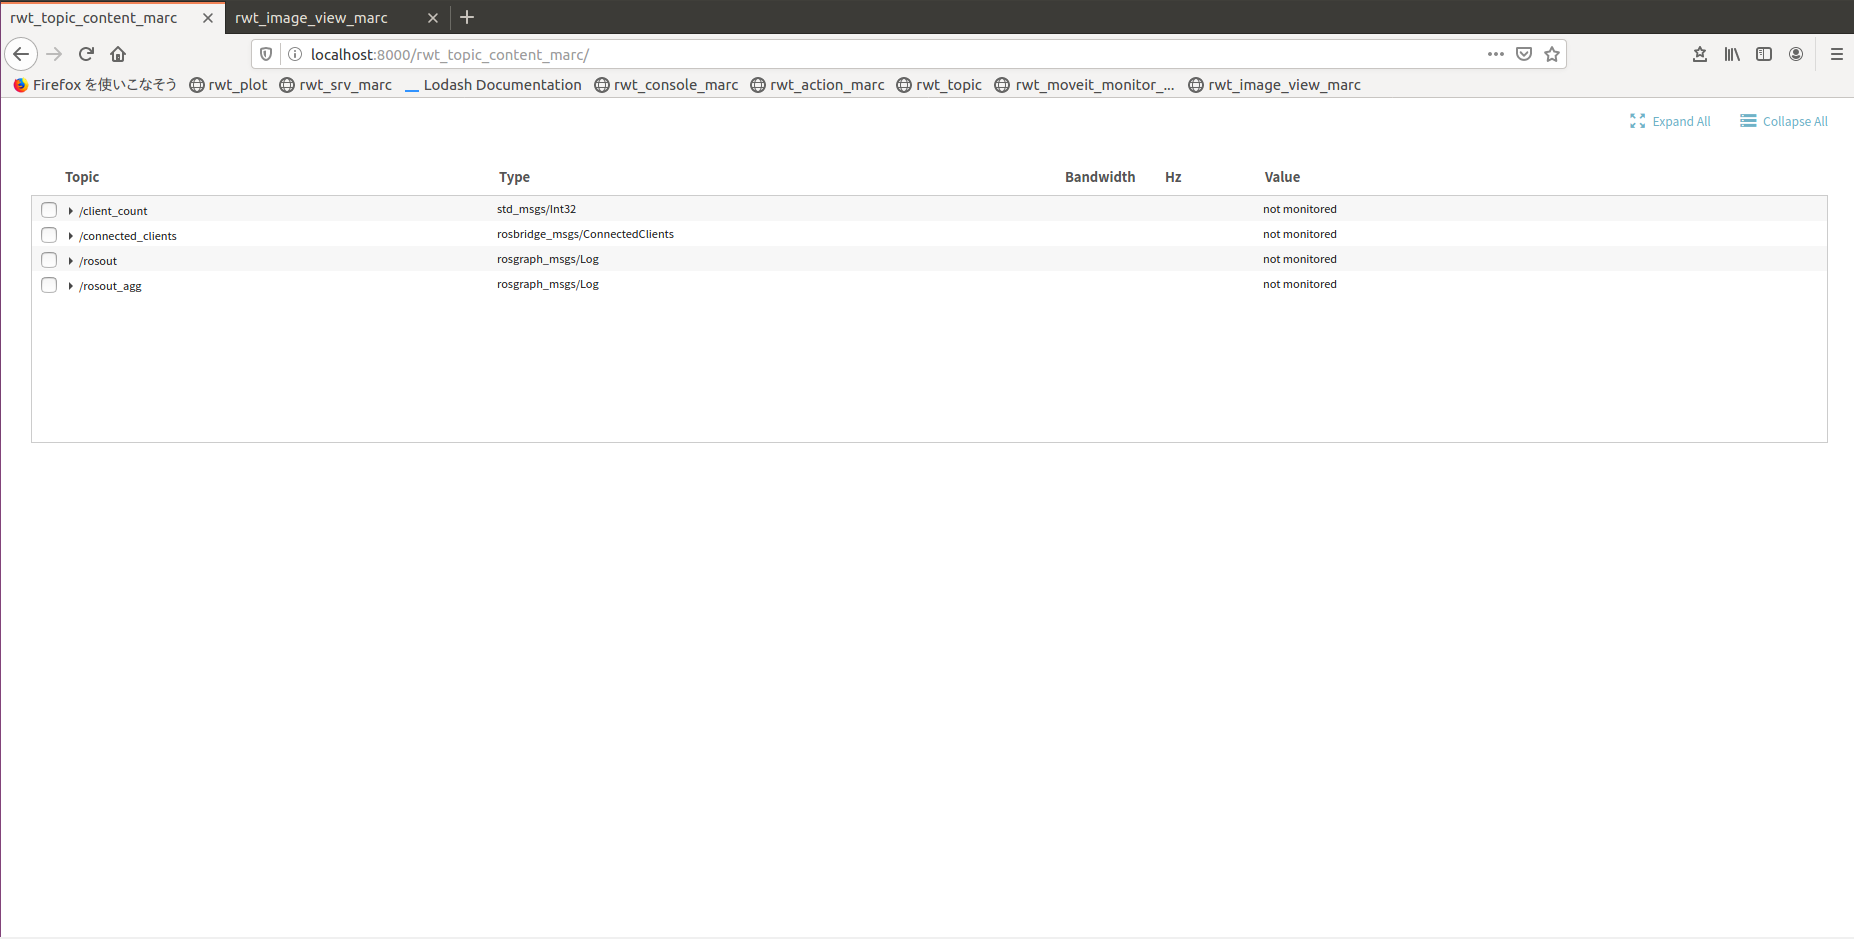 rwt_topic_content_marc rwt_image_view_marc
localhost:8000/rwt_topic_content_marc/
Firefox を使いこなそう rwt_plot rwt_srv_marc Lodash Documentation rwt_console_marc rwt_action_marc rwt_topic rwt_moveit_monitor_... rwt_image_view_marc
Expand All Collapse All
Topic Type Bandwidth Hz Value
/client_count std_msgs/Int32 not monitored
/connected_clients rosbridge_msgs/ConnectedClients not monitored
/rosout rosgraph_msgs/Log not monitored
/rosout_agg rosgraph_msgs/Log not monitored